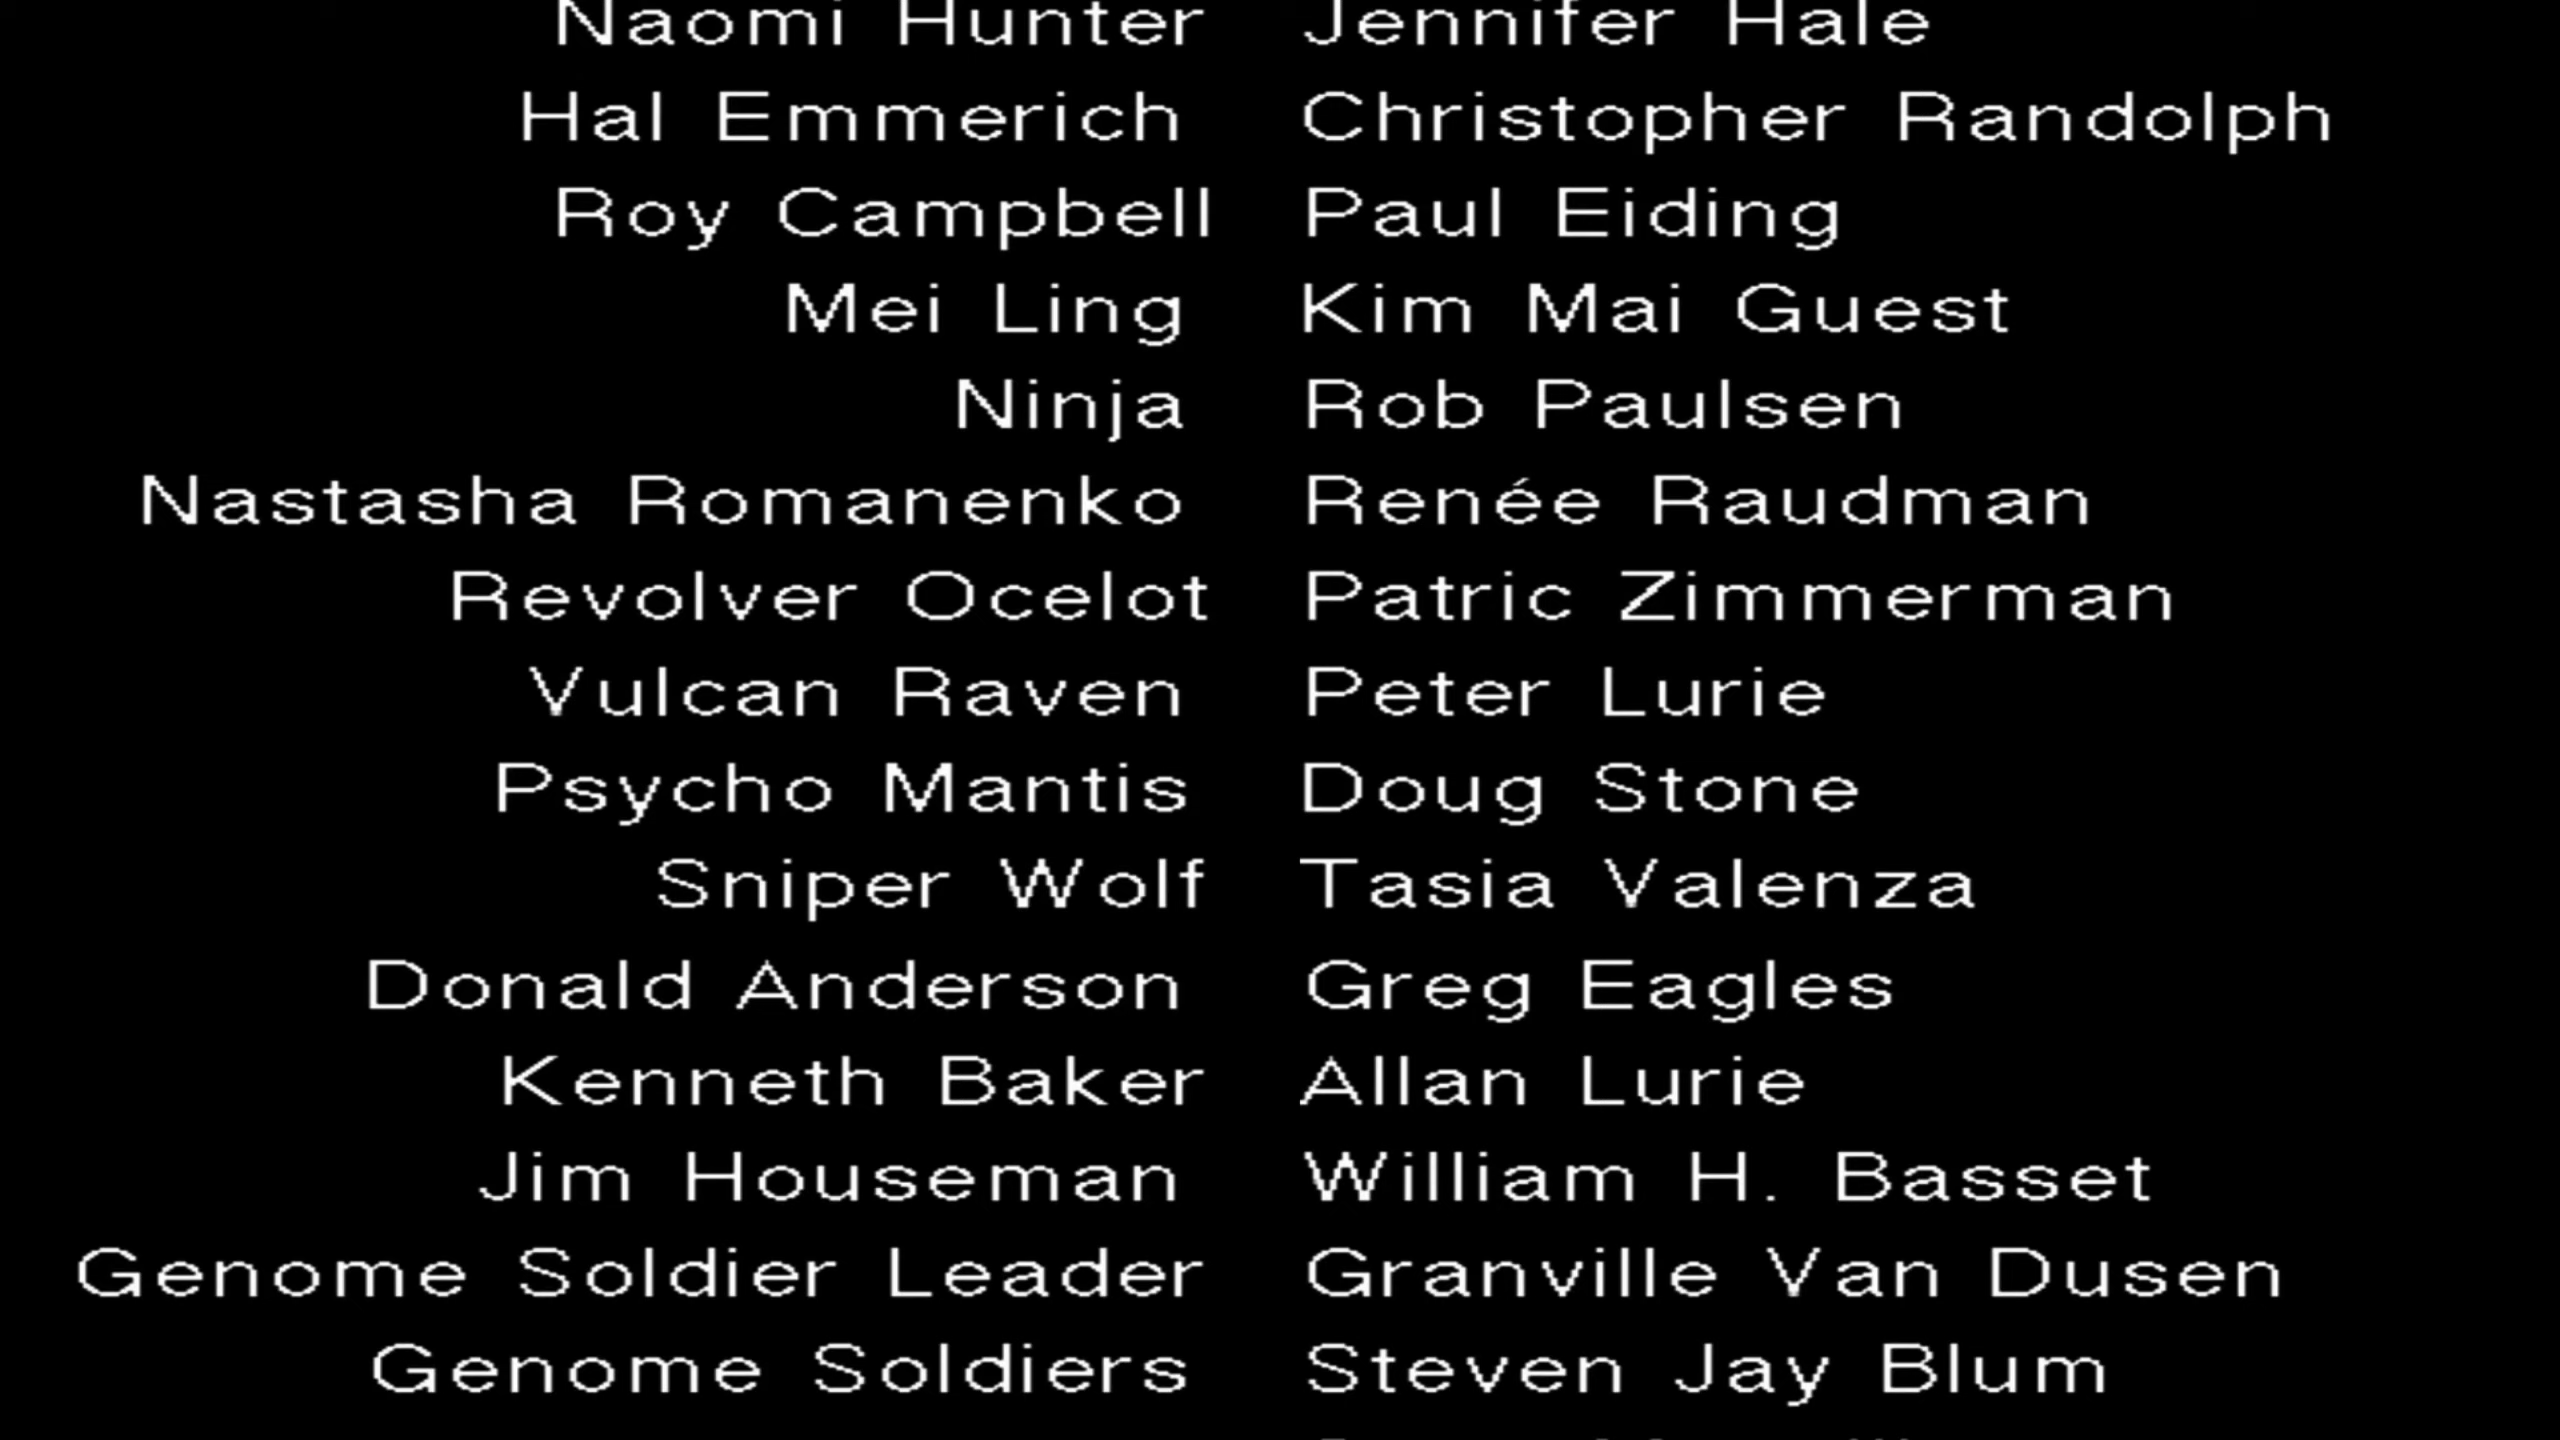 Naomi Hunter Jennifer Hale
Hal Emmerich Christopher Randolph
Roy Campbell Paul Eiding
Mei Ling Kim Mai Guest
Ninja Rob Paulsen
Nastasha Romanenko Renée Raudman
Revolver Ocelot Patric Zimmerman
Vulcan Raven Peter Lurie
Psycho Mantis Doug Stone
Sniper Wolf Tasia Valenza
Donald Anderson Greg Eagles
Kenneth Baker Allan Lurie
Jim Houseman William H. Basset
Genome Soldier Leader Granville Van Dusen
Genome Soldiers Steven Jay Blum